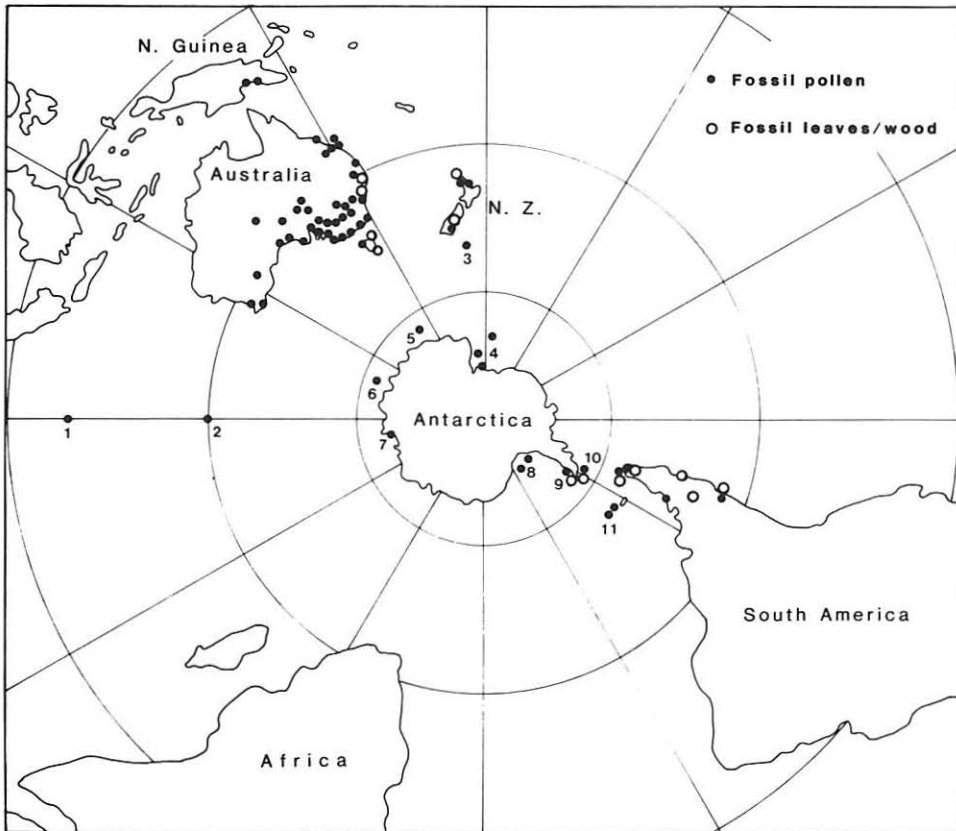 N. Guinea
Fossil pollen
Fossil leaves/wood
Australia
N. Z.
3
5
4
6
Antarctica
1
2
7
8
10
9
11
South America
Africa